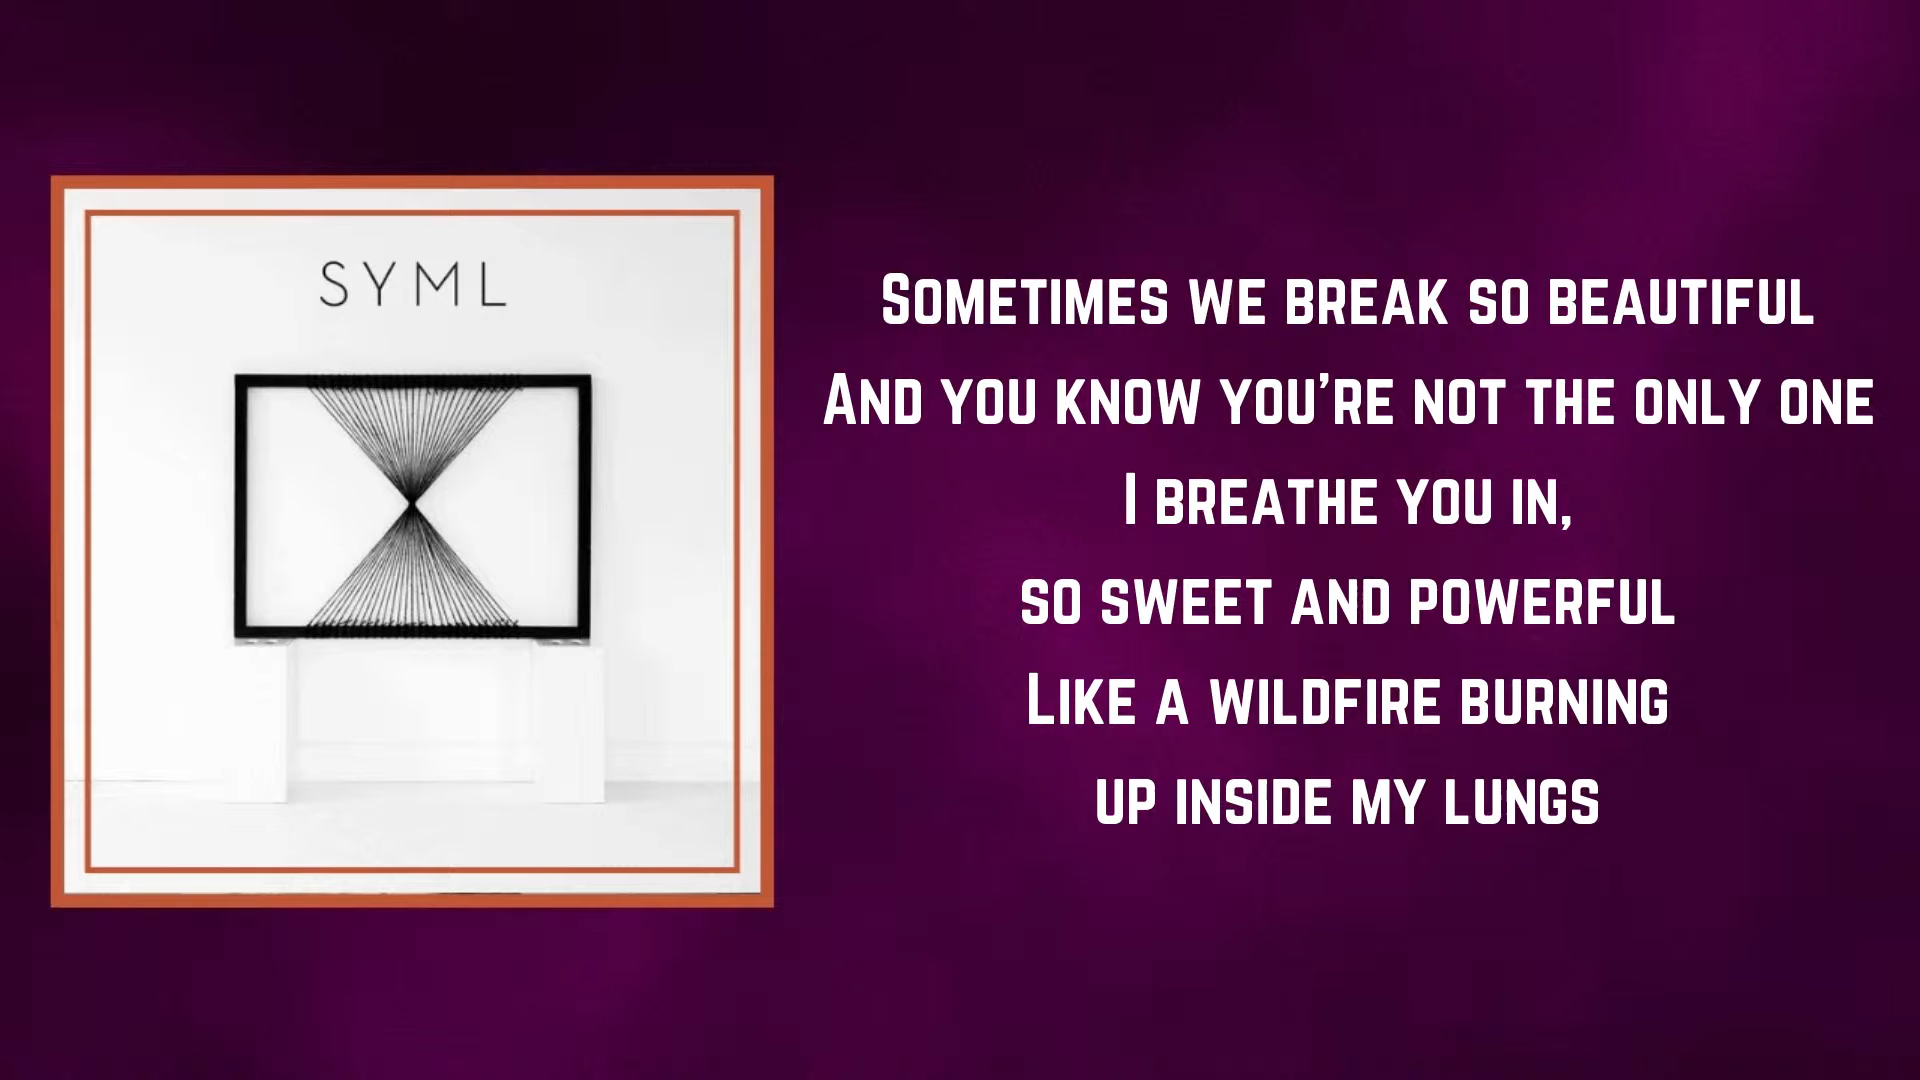 SYML
Sometimes we break so beautiful
And you know you're not the only one
I breathe you in,
so sweet and powerful
Like a wildfire burning
up inside my lungs